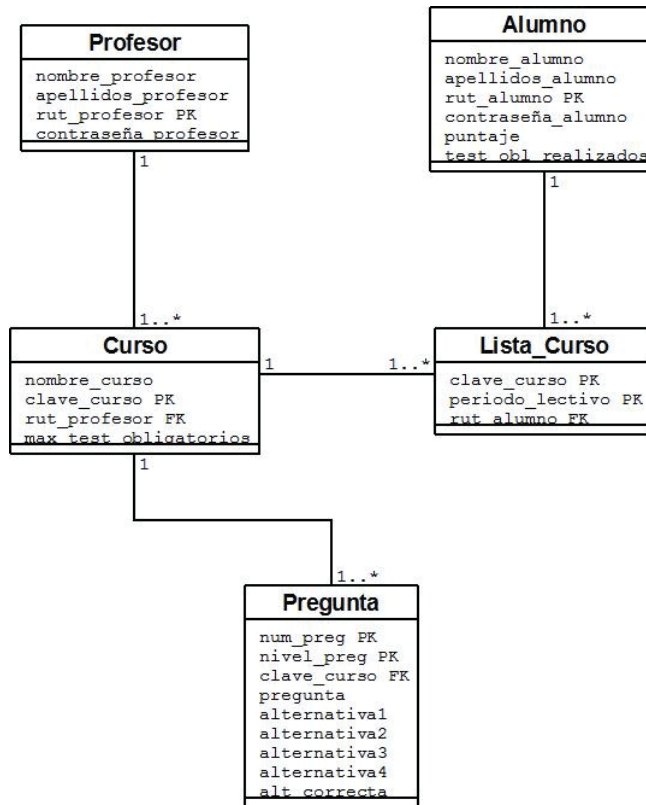 Profesor
nombre_profesor
apellidos_profesor
rut_profesor PK
contraseña_profesor
1
Alumno
nombre_alumno
apellidos_alumno
rut_alumno PK
contraseña_alumno
puntaje
test_obl_realizados
1
1..*
Curso
nombre_curso
clave_curso PK
rut_profesor FK
max_test_obligatorios
1
1..*
1
1..*
Lista_Curso
clave_curso PK
periodo_lectivo PK
rut_alumno FK
1..*
Pregunta
num_preg PK
nivel_preg PK
clave_curso FK
pregunta
alternativa1
alternativa2
alternativa3
alternativa4
alt_correcta